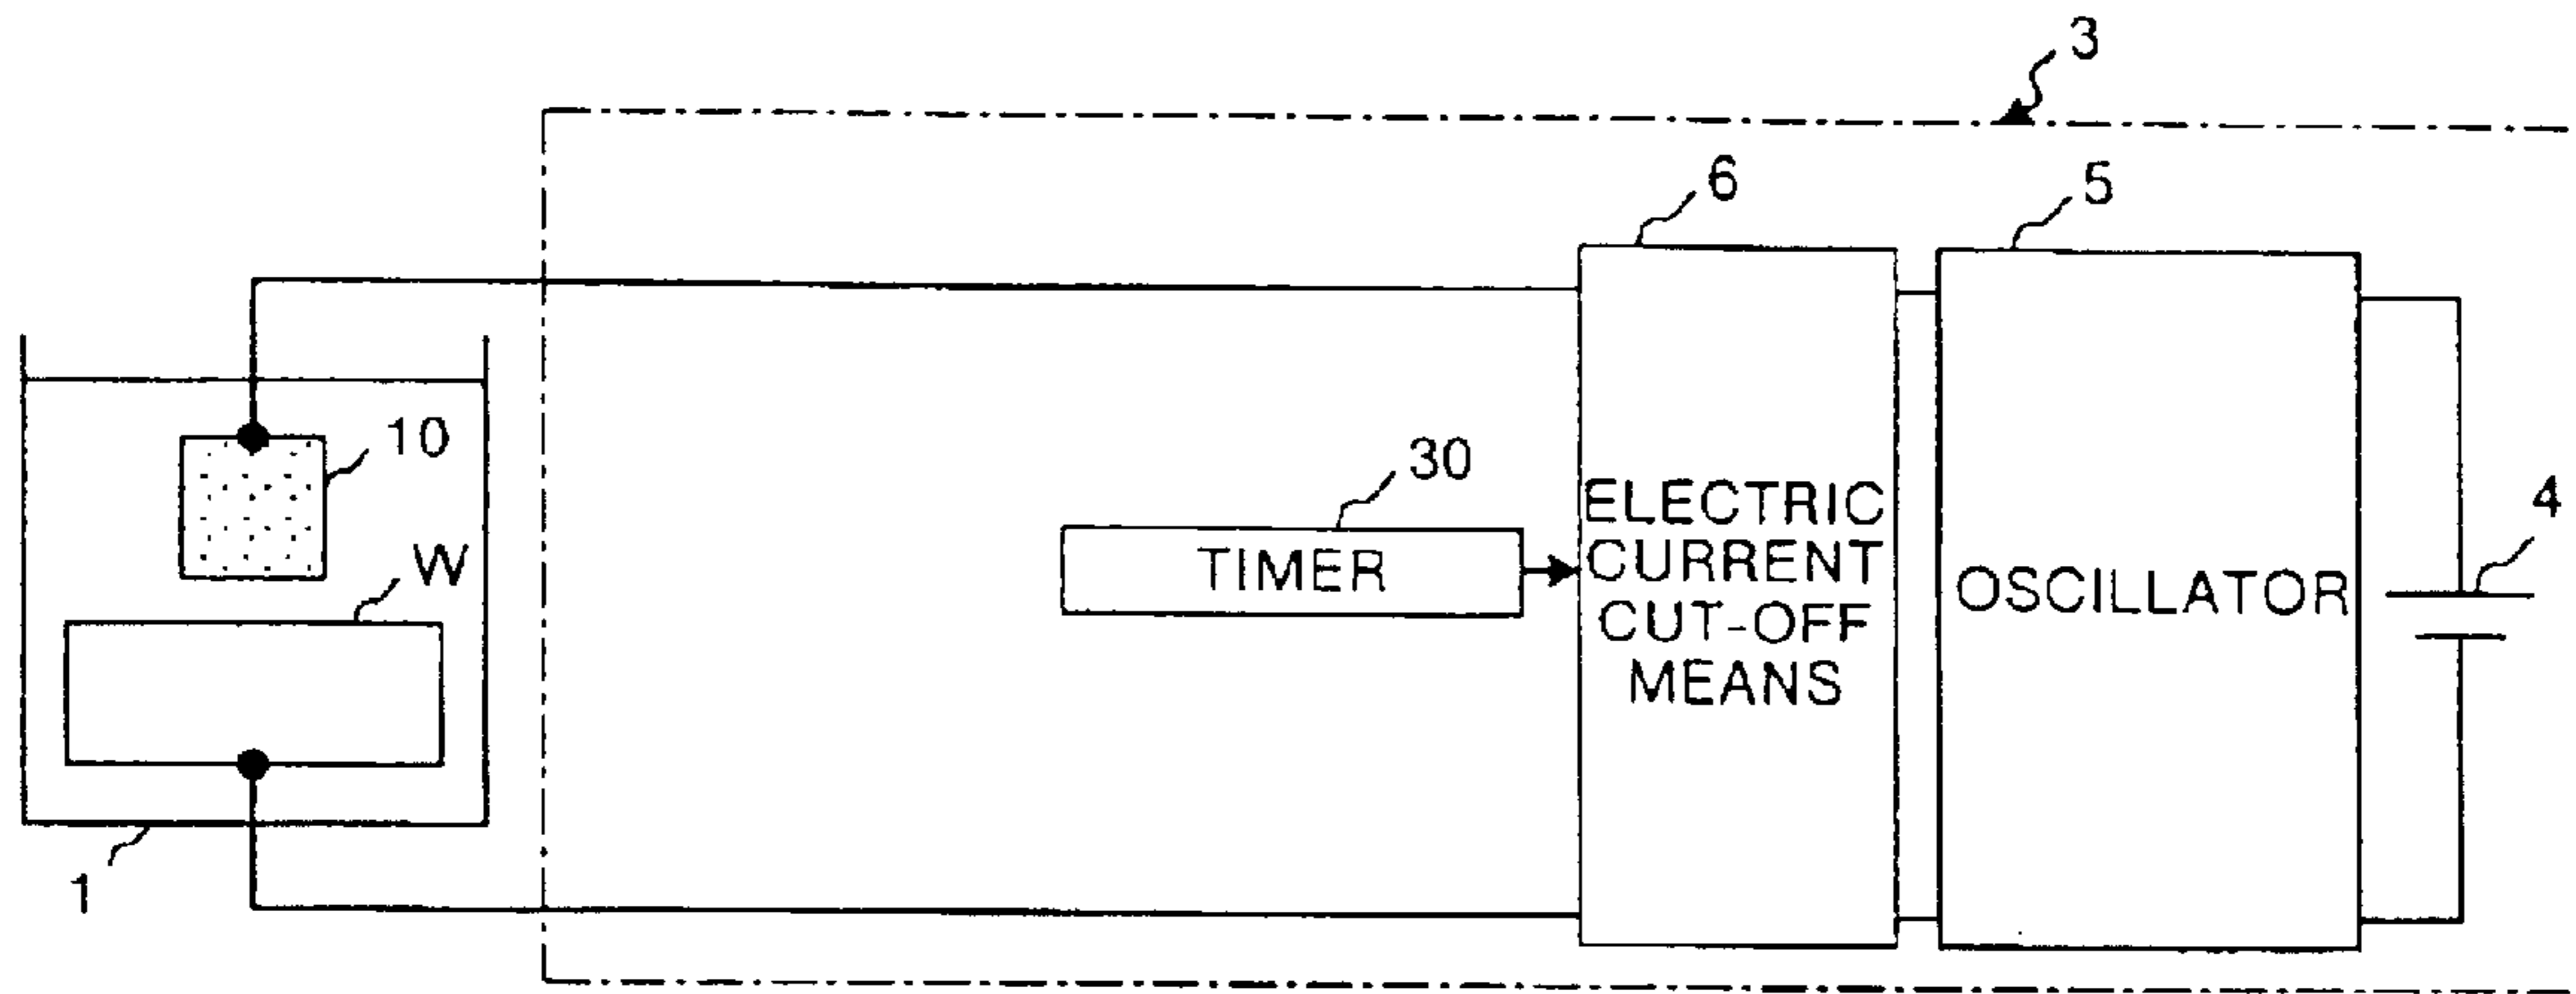 3
6
5
10
30
4
W
TIMER
ELECTRIC
CURRENT
CUT-OFF
MEANS
OSCILLATOR
1